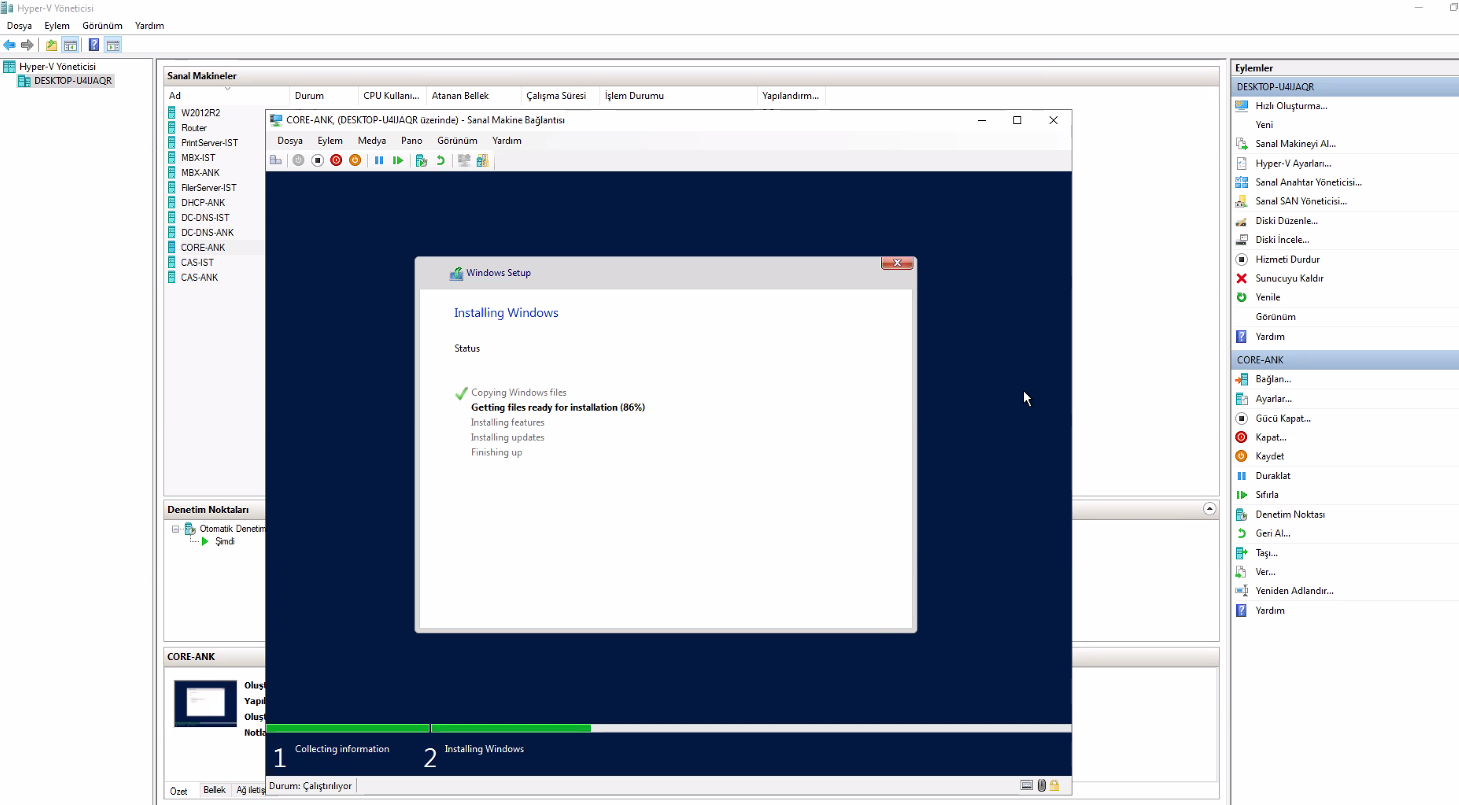 Hyper-V Yöneticisi
Dosya Eylem Görünüm Yardım
Hyper-V Yöneticisi
DESKTOP-U4IJAQR
Sanal Makineler
Ad Durum CPU Kullanı... Atanan Bellek Çalışma Süresi İşlem Durumu Yapılandırm...
W2012R2
Router
PrintServer-IST
MBX-IST
MBX-ANK
FilerServer-IST
DHCP-ANK
DC-DNS-IST
DC-DNS-ANK
CORE-ANK
CAS-IST
CAS-ANK
CORE-ANK, (DESKTOP-U4IJAQR üzerinde) - Sanal Makine Bağlantısı
Dosya Eylem Medya Pano Görünüm Yardım
Windows Setup
Installing Windows
Status
Copying Windows files
Getting files ready for installation (86%)
Installing features
Installing updates
Finishing up
1 Collecting information 2 Installing Windows
Durum: Çalıştırılıyor
Denetim Noktaları
Otomatik Denetim
Şimdi
CORE-ANK
Oluşt
Yapıl
Oluşt
Notla
Özet Bellek Ağ iletiş
Eylemler
DESKTOP-U4IJAQR
Hızlı Oluşturma...
Yeni
Sanal Makineyi Al...
Hyper-V Ayarları...
Sanal Anahtar Yöneticisi...
Sanal SAN Yöneticisi...
Diski Düzenle...
Diski İncele...
Hizmeti Durdur
Sunucuyu Kaldır
Yenile
Görünüm
Yardım
CORE-ANK
Bağlan...
Ayarlar...
Gücü Kapat...
Kapat...
Kaydet
Duraklat
Sıfırla
Denetim Noktası
Geri Al...
Taşı...
Ver...
Yeniden Adlandır...
Yardım